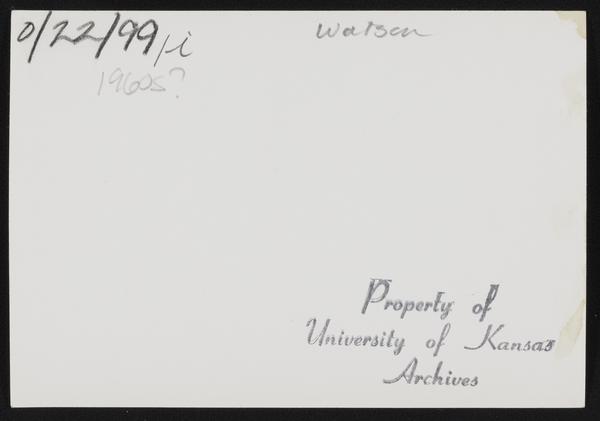 0/22/99/i
Watson
1960s?
Property of
University of Kansas
Archives